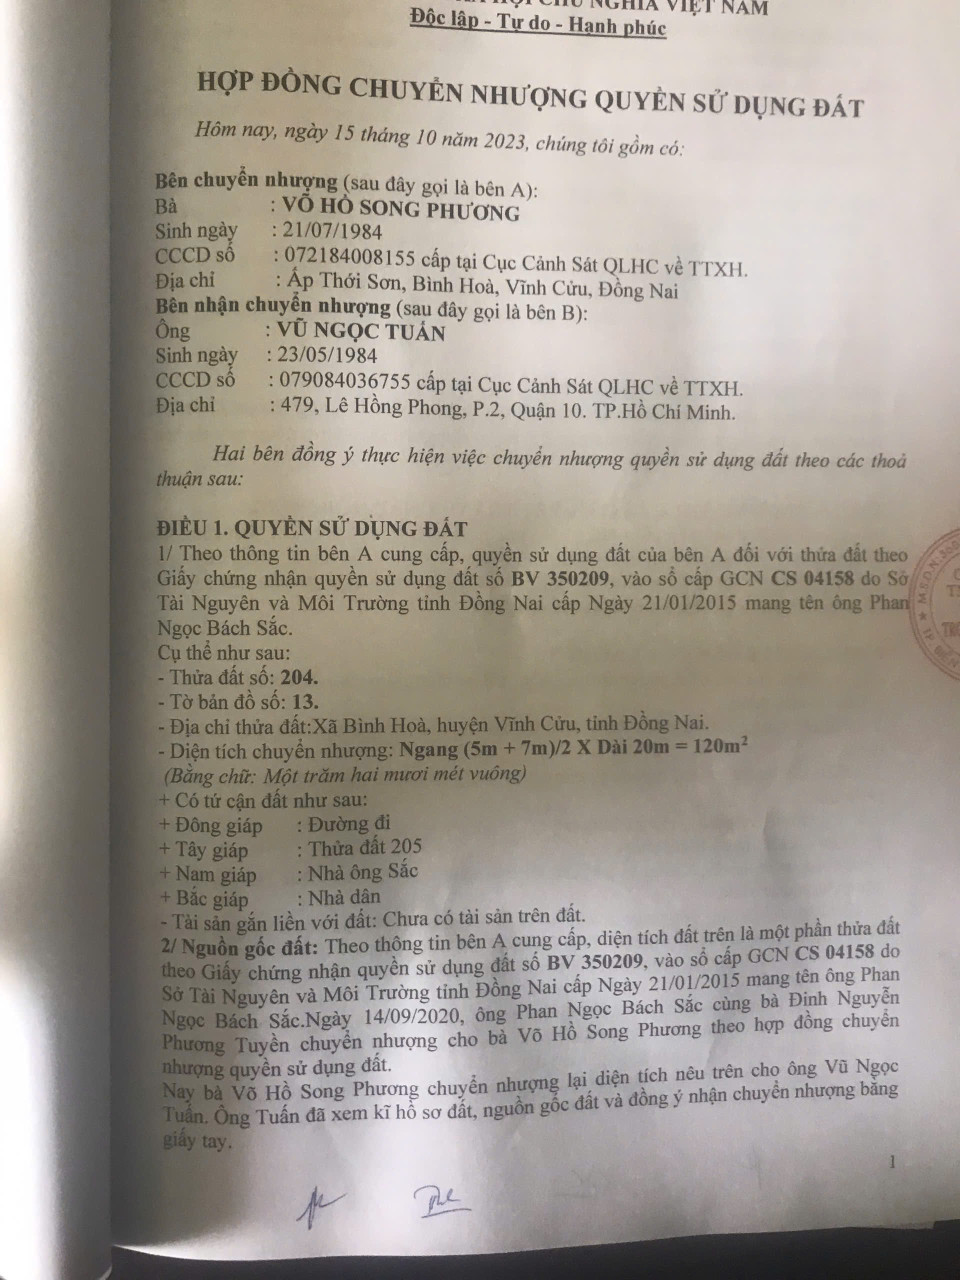 HỘI CHỦ NGHĨA VIỆT NAM
Độc lập - Tự do - Hạnh phúc
HỢP ĐỒNG CHUYỂN NHƯỢNG QUYỀN SỬ DỤNG ĐẤT
Hôm nay, ngày 15 tháng 10 năm 2023, chúng tôi gồm có:
Bên chuyển nhượng (sau đây gọi là bên A):
Bà : VÕ HỒ SONG PHƯƠNG
Sinh ngày : 21/07/1984
CCCD số : 072184008155 cấp tại Cục Cảnh Sát QLHC về TTXH.
Địa chỉ : Ấp Thới Sơn, Bình Hoà, Vĩnh Cửu, Đồng Nai
Bên nhận chuyển nhượng (sau đây gọi là bên B):
Ông : VŨ NGỌC TUẤN
Sinh ngày : 23/05/1984
CCCD số : 079084036755 cấp tại Cục Cảnh Sát QLHC về TTXH.
Địa chỉ : 479, Lê Hồng Phong, P.2, Quận 10. TP.Hồ Chí Minh.
Hai bên đồng ý thực hiện việc chuyển nhượng quyền sử dụng đất theo các thoả
thuận sau:
ĐIỀU 1. QUYỀN SỬ DỤNG ĐẤT
1/ Theo thông tin bên A cung cấp, quyền sử dụng đất của bên A đối với thửa đất theo
Giấy chứng nhận quyền sử dụng đất số BV 350209, vào sổ cấp GCN CS 04158 do Sở
Tài Nguyên và Môi Trường tỉnh Đồng Nai cấp Ngày 21/01/2015 mang tên ông Phan
Ngọc Bách Sắc.
Cụ thể như sau:
- Thửa đất số: 204.
- Tờ bản đồ số: 13.
- Địa chỉ thửa đất:Xã Bình Hoà, huyện Vĩnh Cửu, tỉnh Đồng Nai.
- Diện tích chuyển nhượng: Ngang (5m + 7m)/2 X Dài 20m = 120m²
(Bằng chữ: Một trăm hai mươi mét vuông)
+ Có tứ cận đất như sau:
+ Đông giáp : Đường đi
+ Tây giáp : Thửa đất 205
+ Nam giáp : Nhà ông Sắc
+ Bắc giáp : Nhà dân
- Tài sản gắn liền với đất: Chưa có tài sản trên đất.
2/ Nguồn gốc đất: Theo thông tin bên A cung cấp, diện tích đất trên là một phần thửa đất
theo Giấy chứng nhận quyền sử dụng đất số BV 350209, vào sổ cấp GCN CS 04158 do
Sở Tài Nguyên và Môi Trường tỉnh Đồng Nai cấp Ngày 21/01/2015 mang tên ông Phan
Ngọc Bách Sắc.Ngày 14/09/2020, ông Phan Ngọc Bách Sắc cùng bà Đinh Nguyễn
Phương Tuyền chuyển nhượng cho bà Võ Hồ Song Phương theo hợp đồng chuyển
nhượng quyền sử dụng đất.
Nay bà Võ Hồ Song Phương chuyển nhượng lại diện tích nêu trên cho ông Vũ Ngọc
Tuấn. Ông Tuấn đã xem kĩ hồ sơ đất, nguồn gốc đất và đồng ý nhận chuyển nhượng bằng
giấy tay.
1